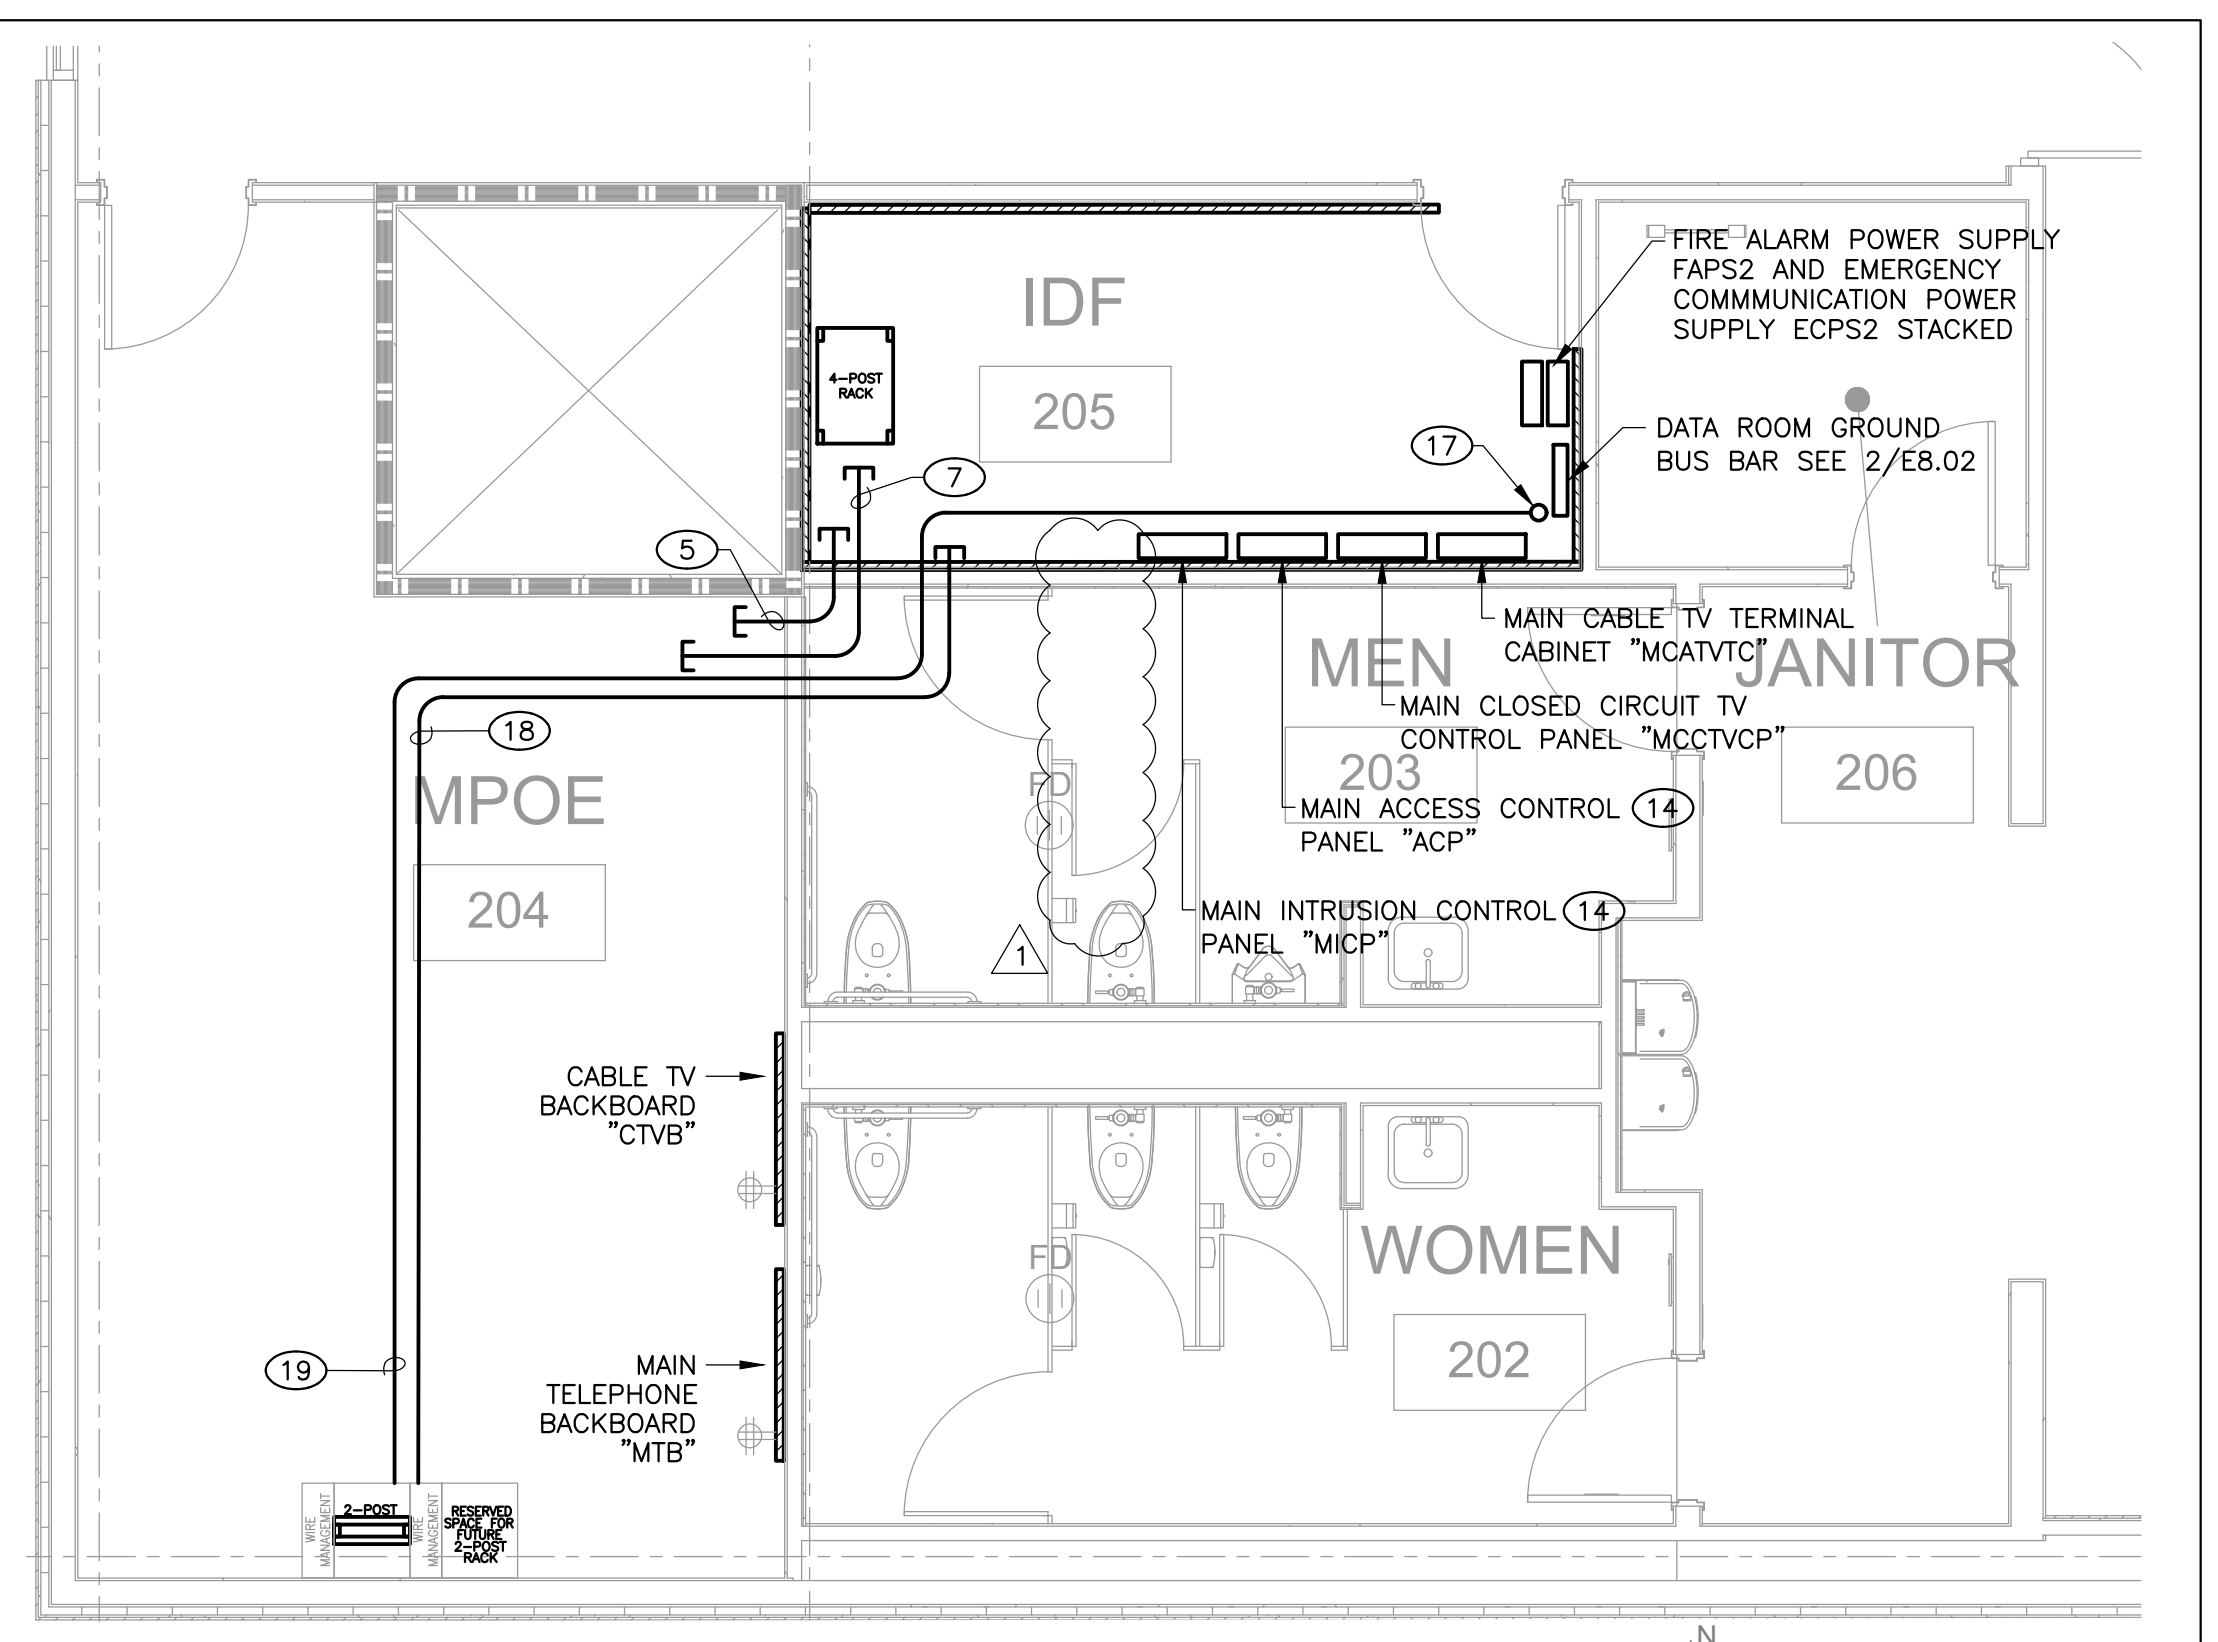 FIRE ALARM POWER SUPPLY
FAPS2 AND EMERGENCY
COMMMUNICATION POWER
SUPPLY ECPS2 STACKED
IDF
205
4-POST
RACK
17
DATA ROOM GROUND
BUS BAR SEE 2/E8.02
7
5
MAIN CABLE TV TERMINAL
CABINET "MCATVTC"
MEN
203
JANITOR
206
MAIN CLOSED CIRCUIT TV
CONTROL PANEL "MCCTVCP"
18
MPOE
204
FD
MAIN ACCESS CONTROL 14
PANEL "ACP"
MAIN INTRUSION CONTROL 14
PANEL "MICP"
1
CABLE TV
BACKBOARD
"CTVB"
WOMEN
202
FD
19
MAIN
TELEPHONE
BACKBOARD
"MTB"
WIRE
MANAGEMENT
2-POST
WIRE
MANAGEMENT
RESERVED
SPACE FOR
FUTURE
2-POST
RACK
N